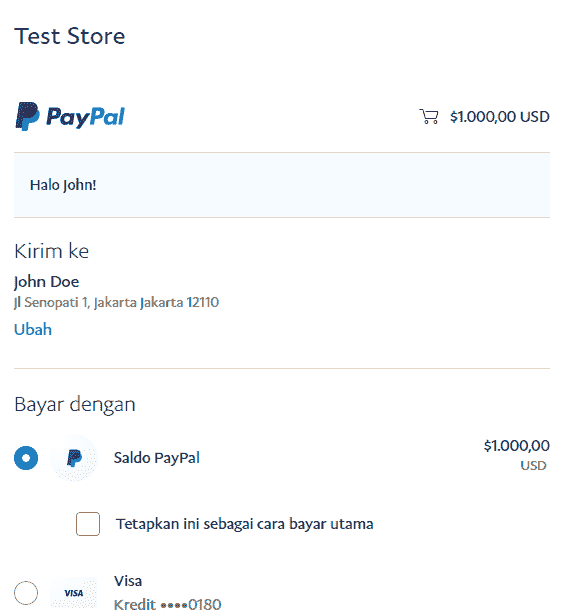 Test Store
PayPal
$1.000,00 USD
Halo John!
Kirim ke
John Doe
Jl Senopati 1, Jakarta Jakarta 12110
Ubah
Bayar dengan
Saldo PayPal
$1.000,00
USD
Tetapkan ini sebagai cara bayar utama
VISA
Visa
Kredit ••••0180